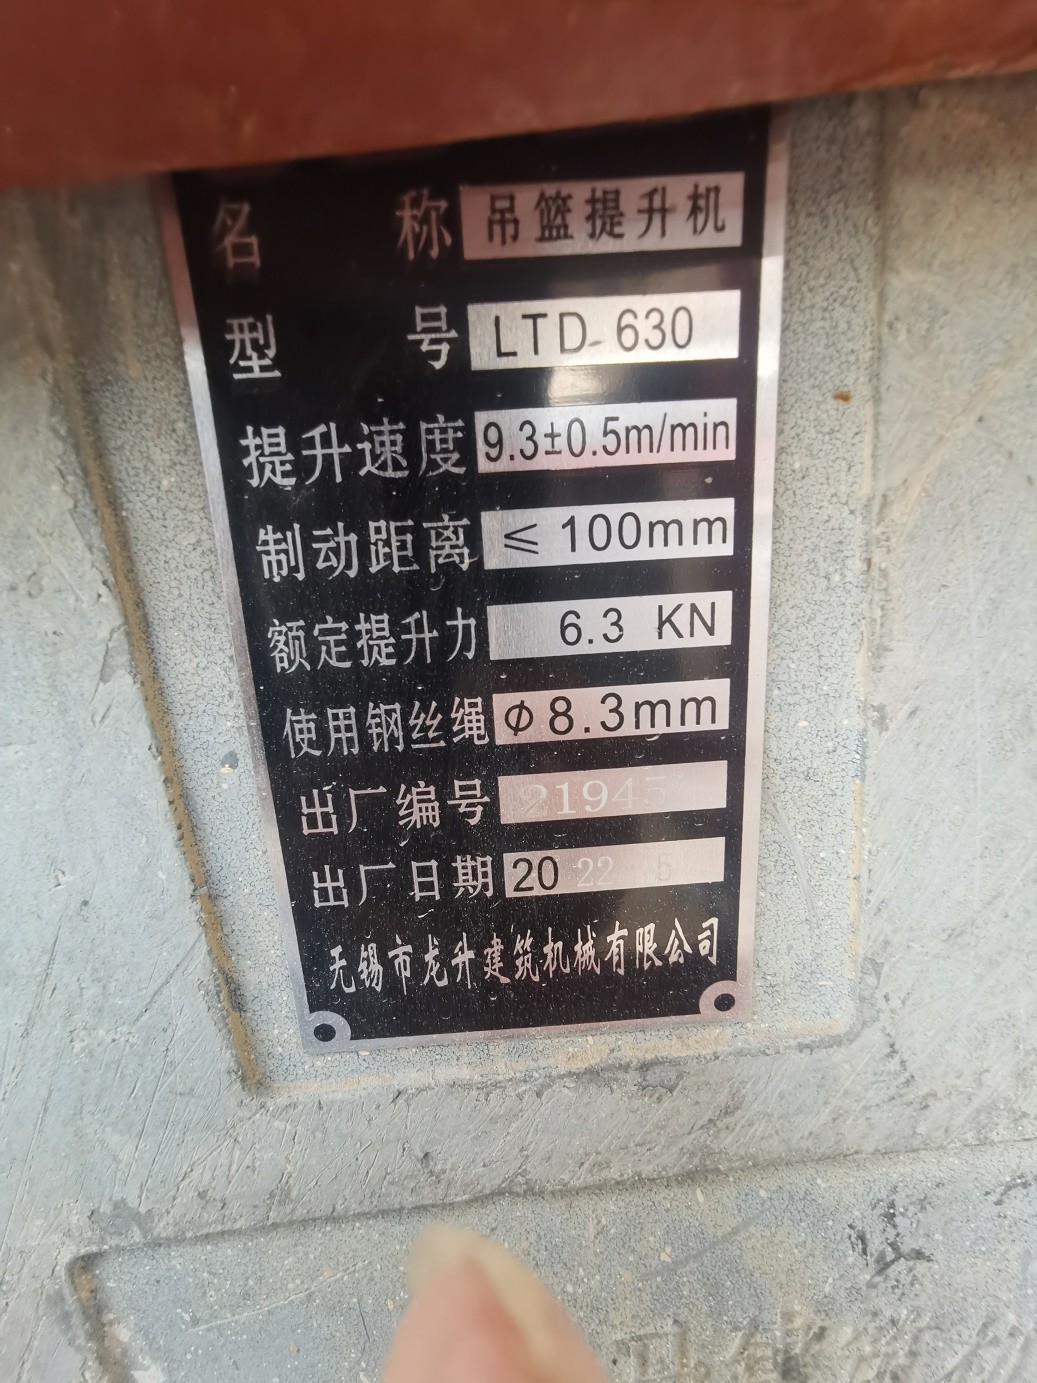 名 称 吊篮提升机
型 号 LTD-630
提升速度 9.3±0.5m/min
制动距离 ≤100mm
额定提升力 6.3 KN
使用钢丝绳 Φ8.3mm
出厂编号 21945
出厂日期 2022 5
无锡市龙升建筑机械有限公司